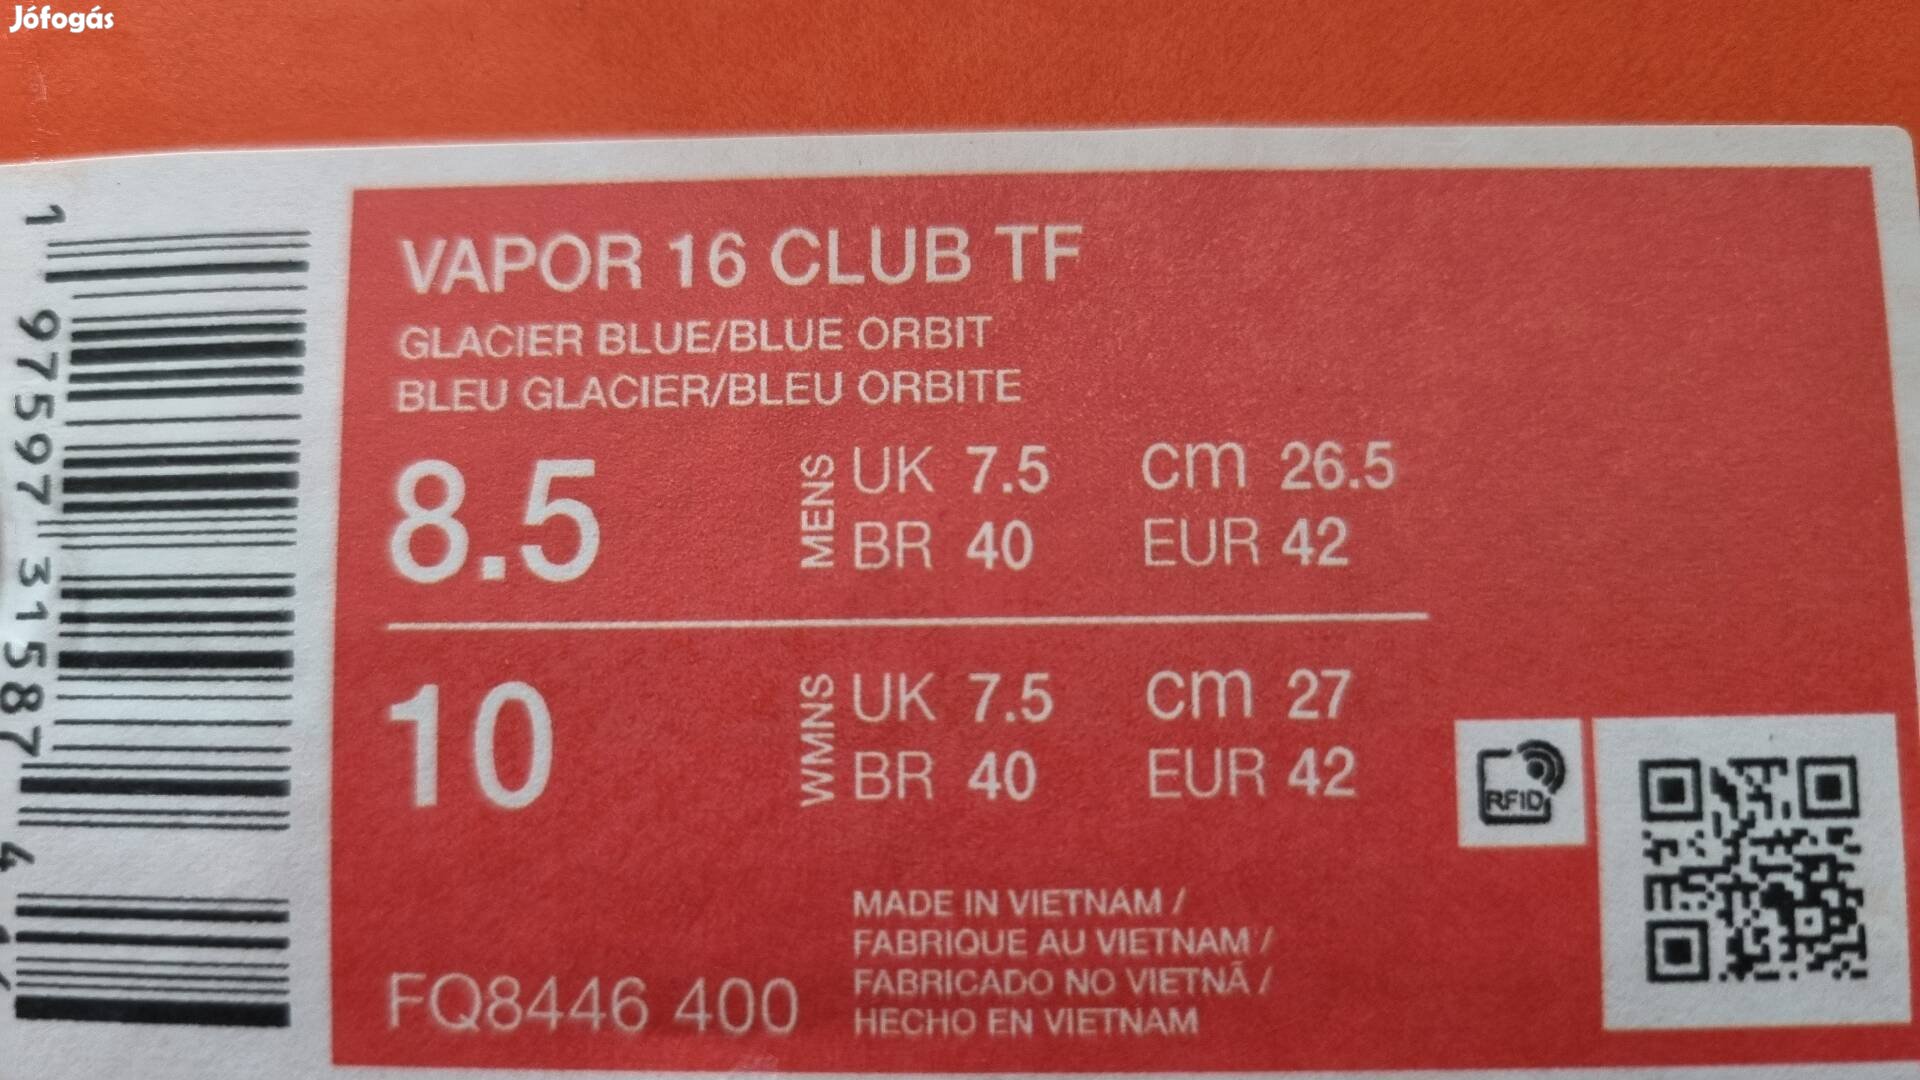 Jófogás
VAPOR 16 CLUB TF
GLACIER BLUE/BLUE ORBIT
BLEU GLACIER/BLEU ORBITE
8.5 MENS UK 7.5 cm 26.5
BR 40 EUR 42
10 WMNS UK 7.5 cm 27
BR 40 EUR 42
RFID
MADE IN VIETNAM /
FABRIQUE AU VIETNAM /
FABRICADO NO VIETNÃ /
HECHO EN VIETNAM
FQ8446 400
1 97597 31587 4